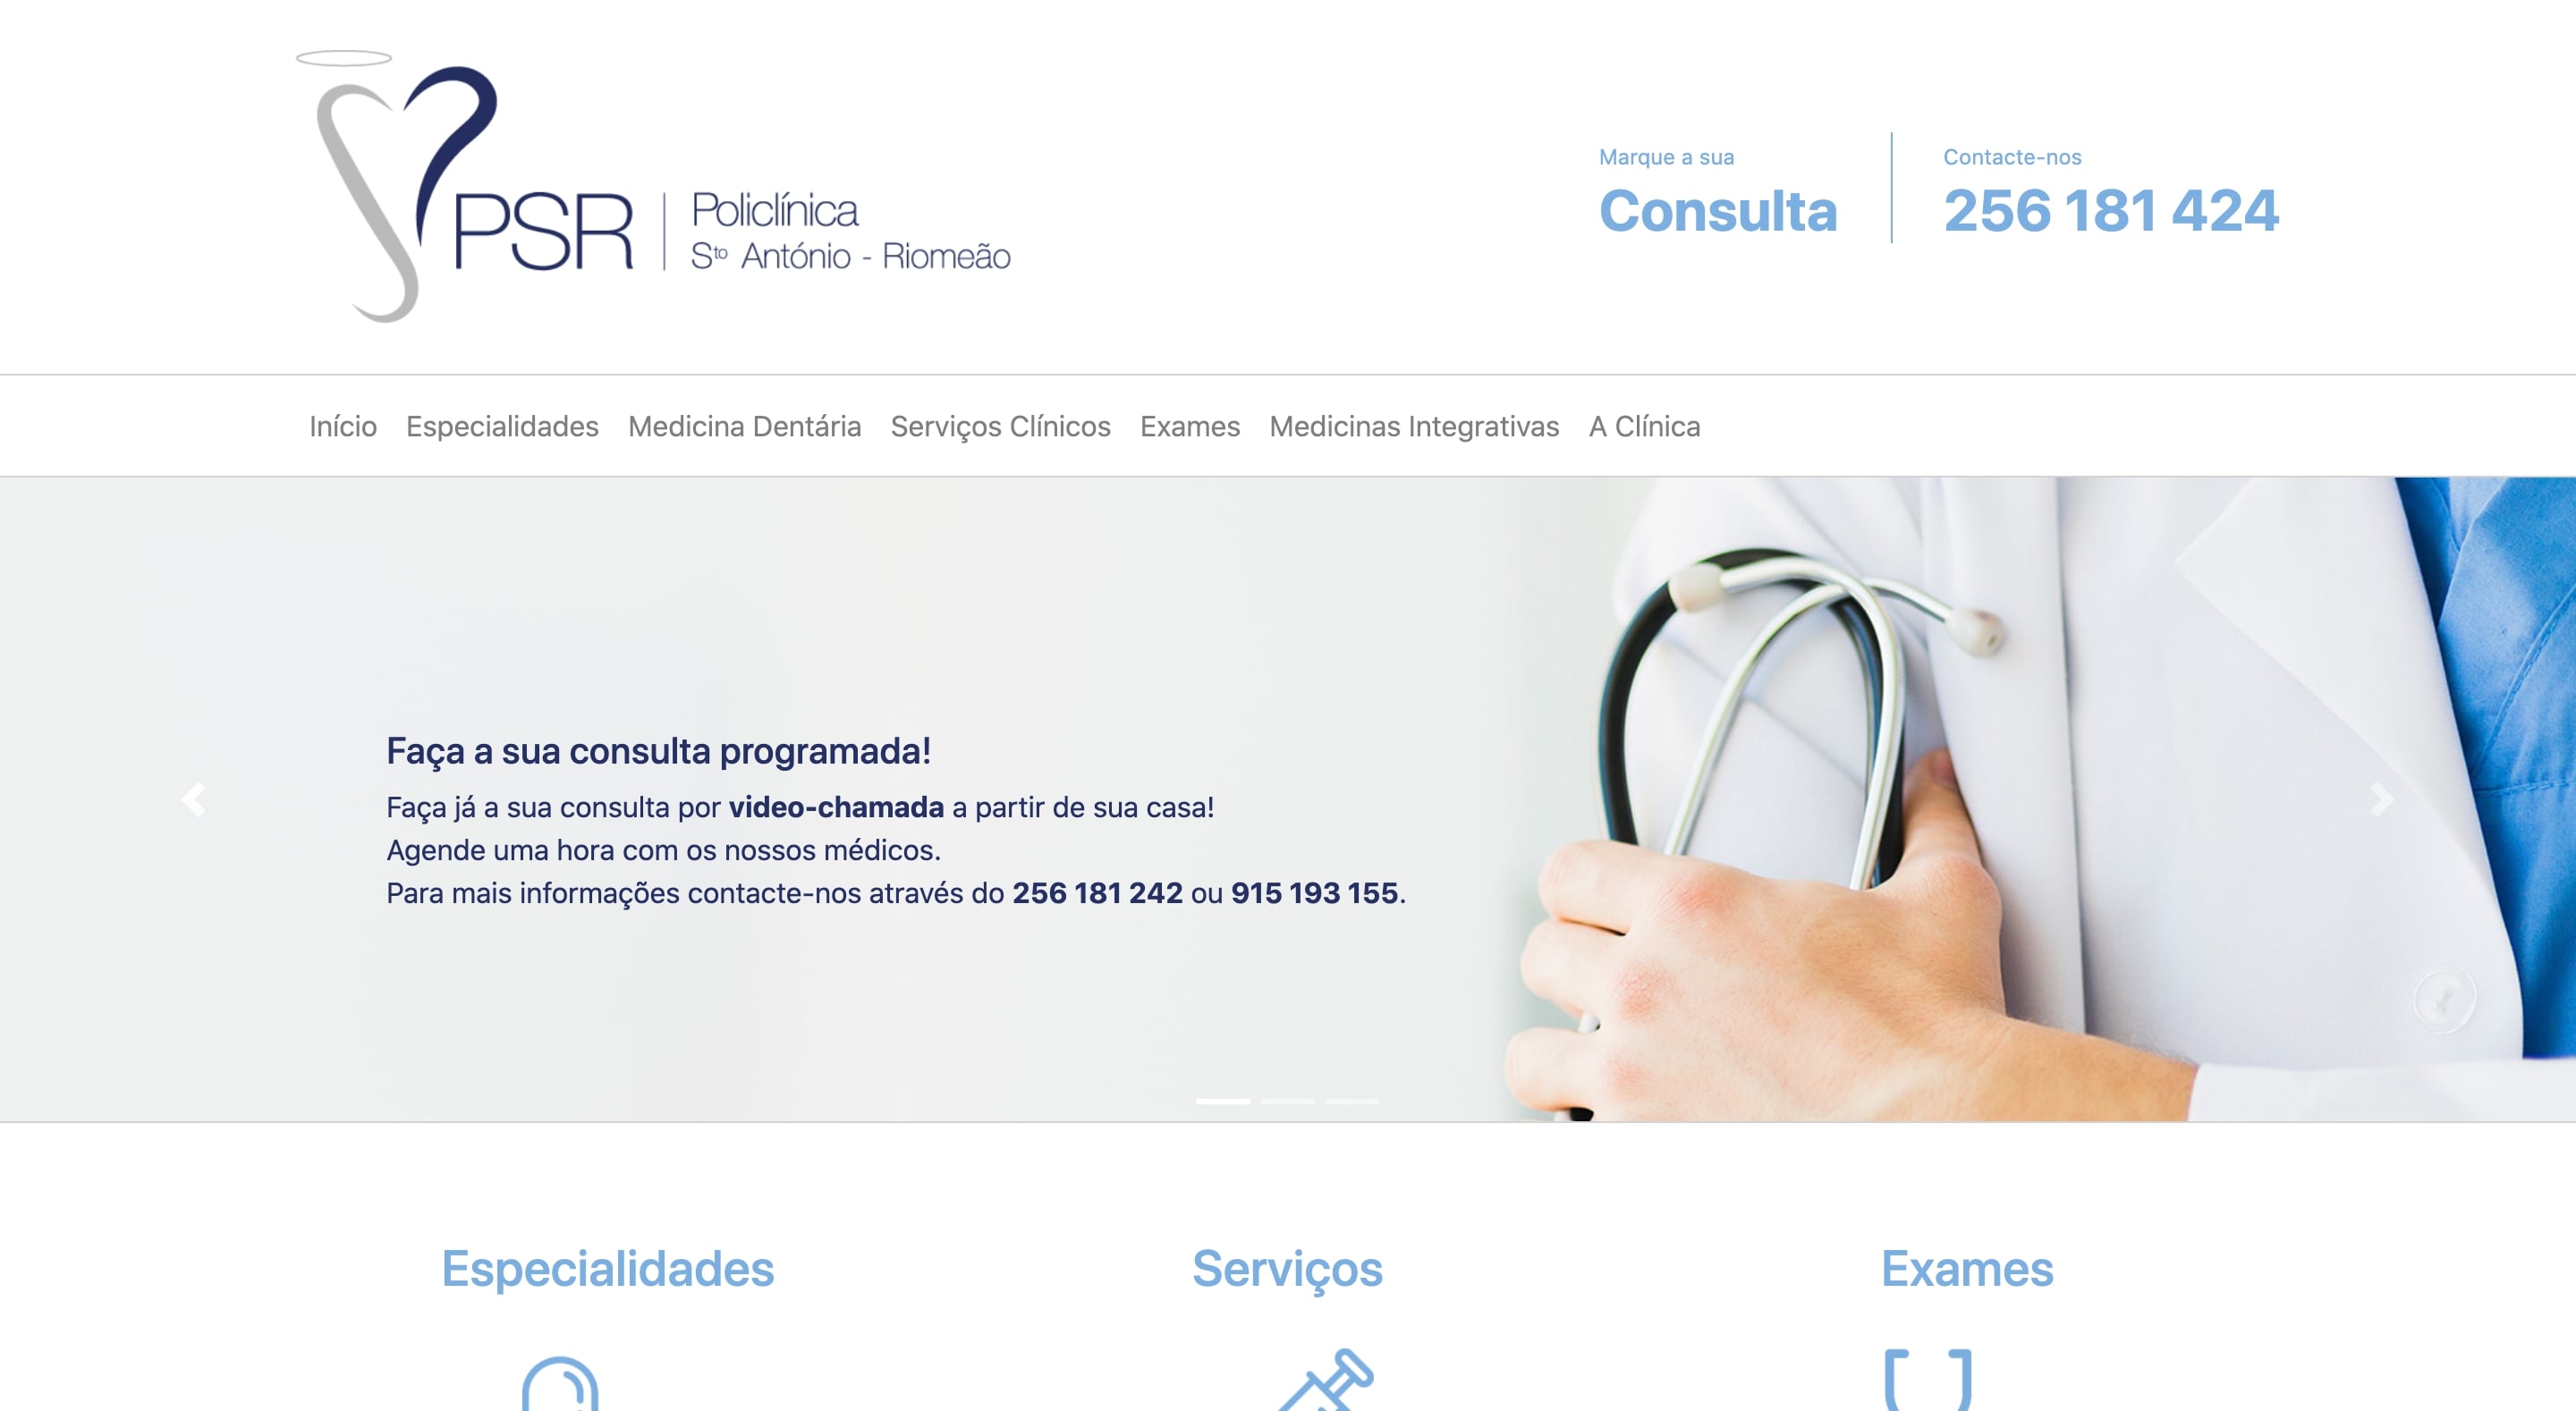 PSR
Policlínica
Sto António - Riomeão
Marque a sua
Consulta
Contacte-nos
256 181 424
Início Especialidades Medicina Dentária Serviços Clínicos Exames Medicinas Integrativas A Clínica
Faça a sua consulta programada!
Faça já a sua consulta por video-chamada a partir de sua casa!
Agende uma hora com os nossos médicos.
Para mais informações contacte-nos através do 256 181 242 ou 915 193 155.
Especialidades
Serviços
Exames